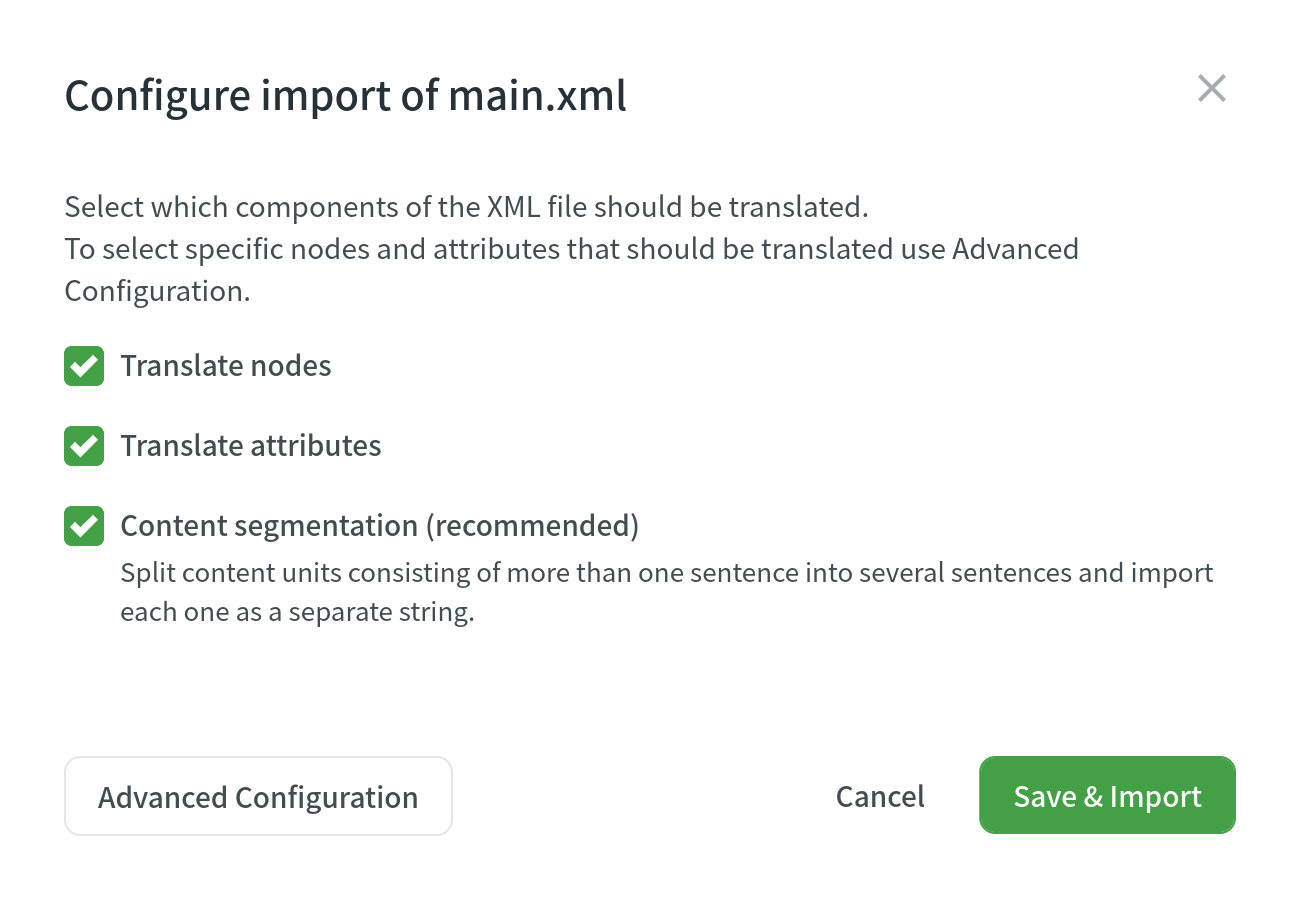 Configure import of main.xml
Select which components of the XML file should be translated.
To select specific nodes and attributes that should be translated use Advanced
Configuration.
Translate nodes
Translate attributes
Content segmentation (recommended)
Split content units consisting of more than one sentence into several sentences and import
each one as a separate string.
Advanced Configuration
Cancel
Save & Import